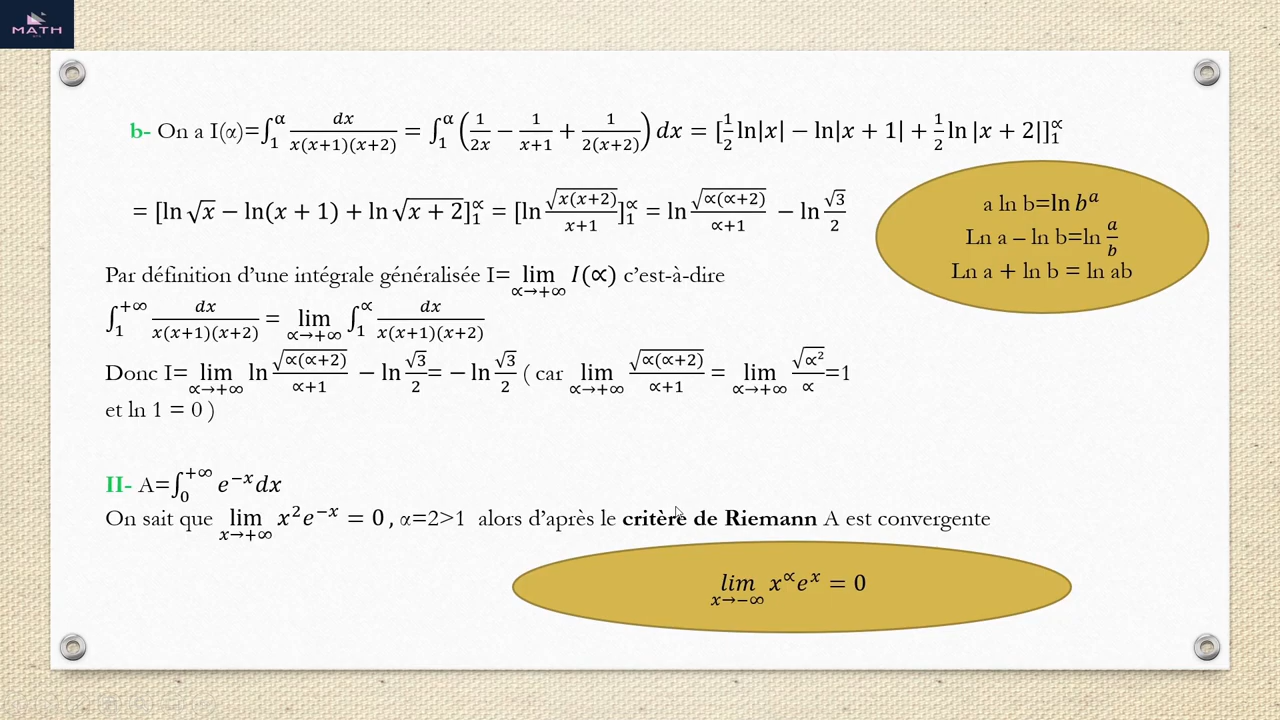 MATH
b- On a I(α)=∫₁^α dx/(x(x+1)(x+2)) = ∫₁^α (1/(2x) − 1/(x+1) + 1/(2(x+2))) dx = [1/2 ln|x| − ln|x + 1| + 1/2 ln |x + 2|]₁^∝
= [ln √x − ln(x + 1) + ln √(x + 2)]₁^∝ = [ln √(x(x+2))/(x+1)]₁^∝ = ln √(∝(∝+2))/(∝+1) − ln √3/2
a ln b=ln b^a
Ln a – ln b=ln a/b
Ln a + ln b = ln ab
Par définition d’une intégrale généralisée I= lim_{∝→+∞} I(∝) c’est-à-dire
∫₁^{+∞} dx/(x(x+1)(x+2)) = lim_{∝→+∞} ∫₁^∝ dx/(x(x+1)(x+2))
Donc I= lim_{∝→+∞} ln √(∝(∝+2))/(∝+1) − ln √3/2= − ln √3/2 ( car lim_{∝→+∞} √(∝(∝+2))/(∝+1) = lim_{∝→+∞} √(∝²)/∝ =1
et ln 1 = 0 )
II- A=∫₀^{+∞} e^{−x}dx
On sait que lim_{x→+∞} x²e^{−x} = 0 , α=2>1 alors d’après le critère de Riemann A est convergente
lim_{x→−∞} x^∝ e^x = 0